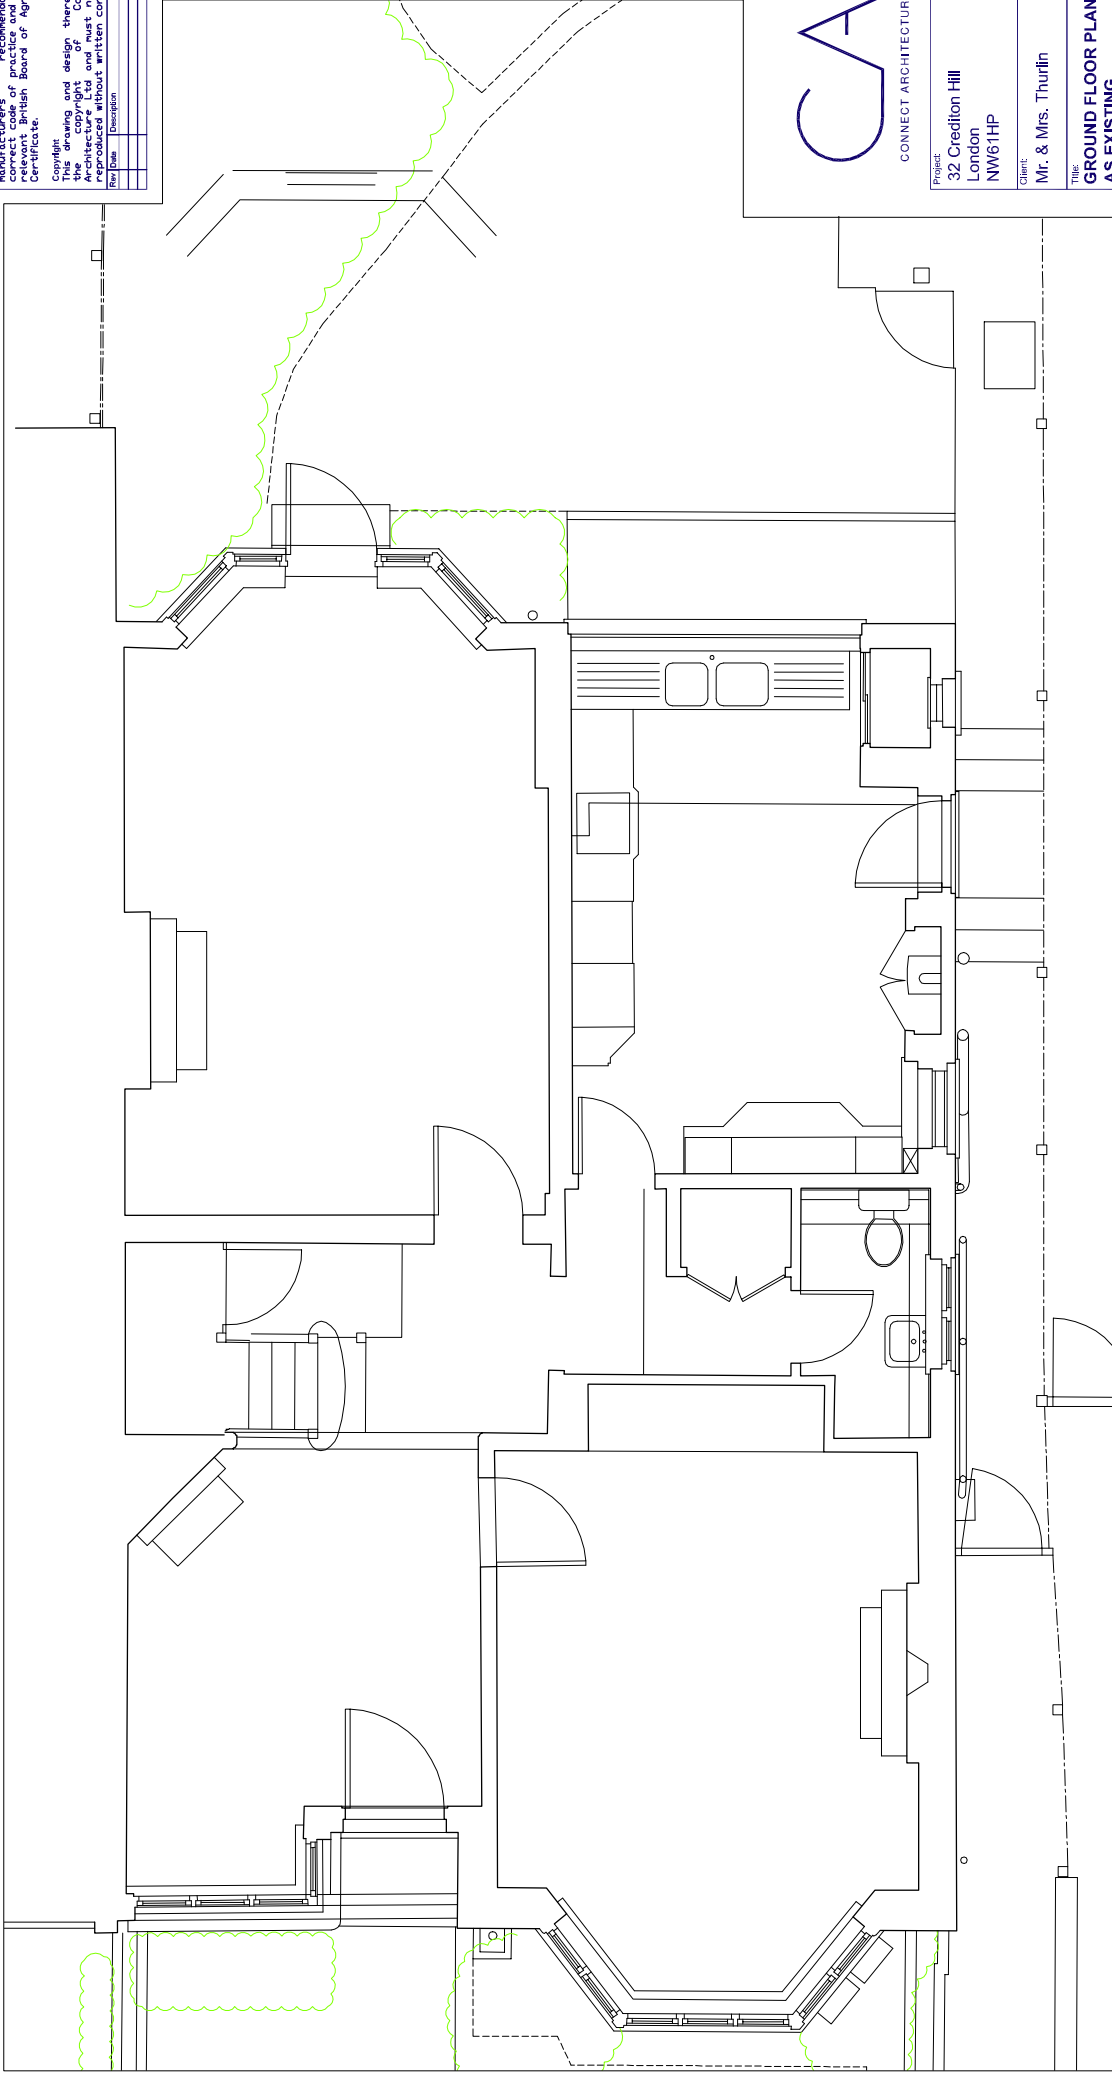 correct code of practice and
relevant British Board of Agr
Certificate.
Copyright
This drawing and design there
the copyright of Co
Architecture Ltd and must n
reproduced without written con
Rev Date Description
CONNECT ARCHITECTUR
Project:
32 Crediton Hill
London
NW61HP
Client:
Mr. & Mrs. Thurlin
Title:
GROUND FLOOR PLAN
AS EXISTING